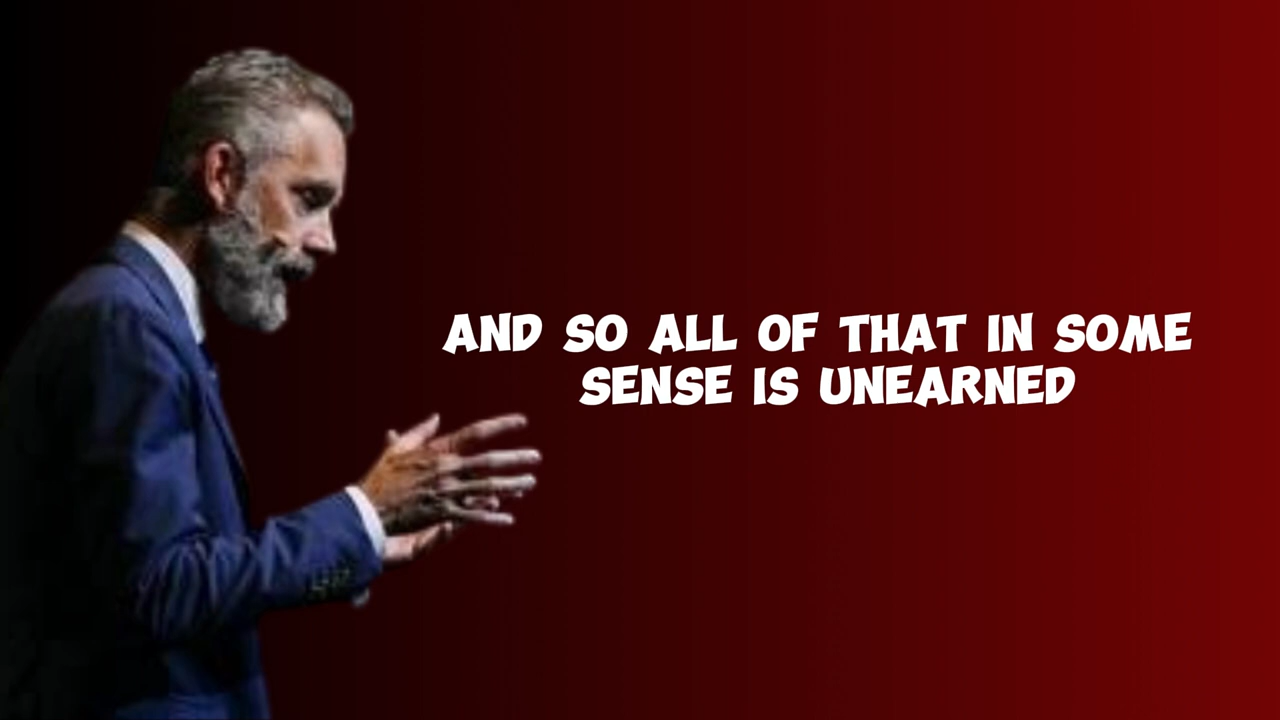 AND SO ALL OF THAT IN SOME
SENSE IS UNEARNED